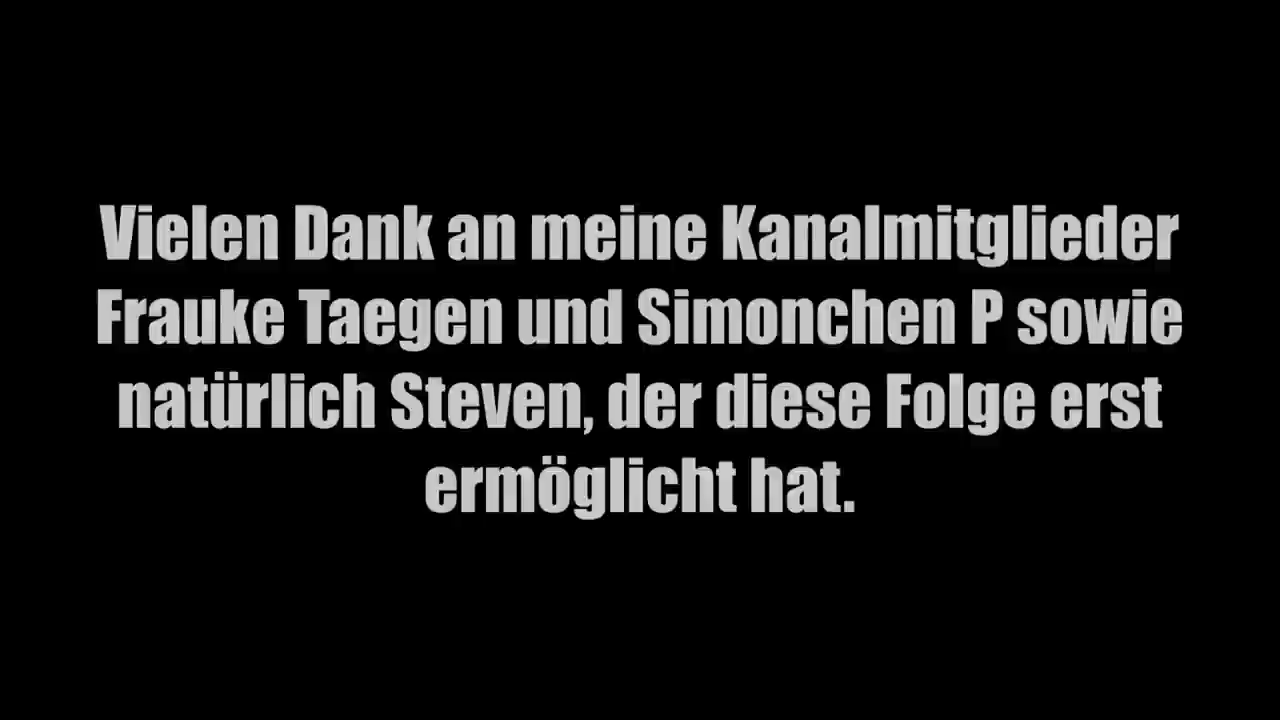 Vielen Dank an meine Kanalmitglieder
Frauke Taegen und Simonchen P sowie
natürlich Steven, der diese Folge erst
ermöglicht hat.